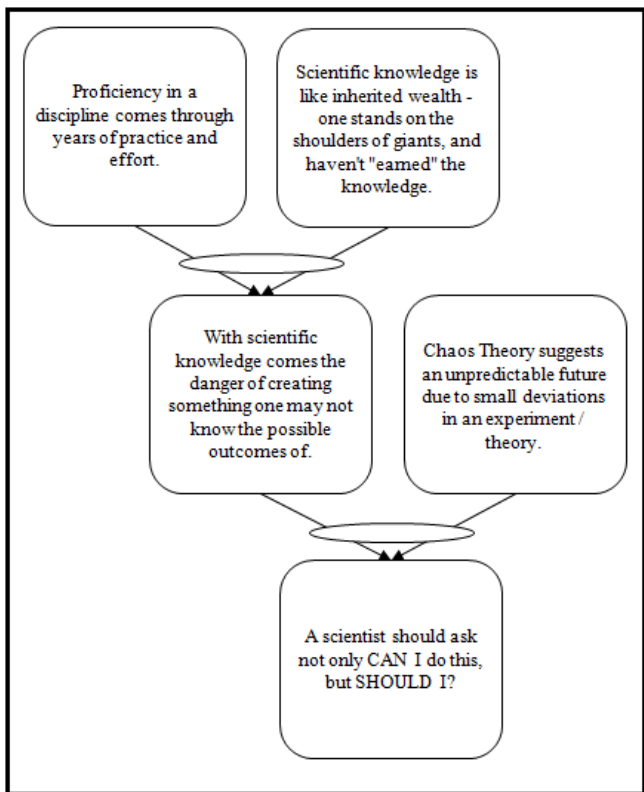 Proficiency in a
discipline comes through
years of practice and
effort.
Scientific knowledge is
like inherited wealth -
one stands on the
shoulders of giants, and
haven't "earned" the
knowledge.
With scientific
knowledge comes the
danger of creating
something one may not
know the possible
outcomes of.
Chaos Theory suggests
an unpredictable future
due to small deviations
in an experiment /
theory.
A scientist should ask
not only CAN I do this,
but SHOULD I?